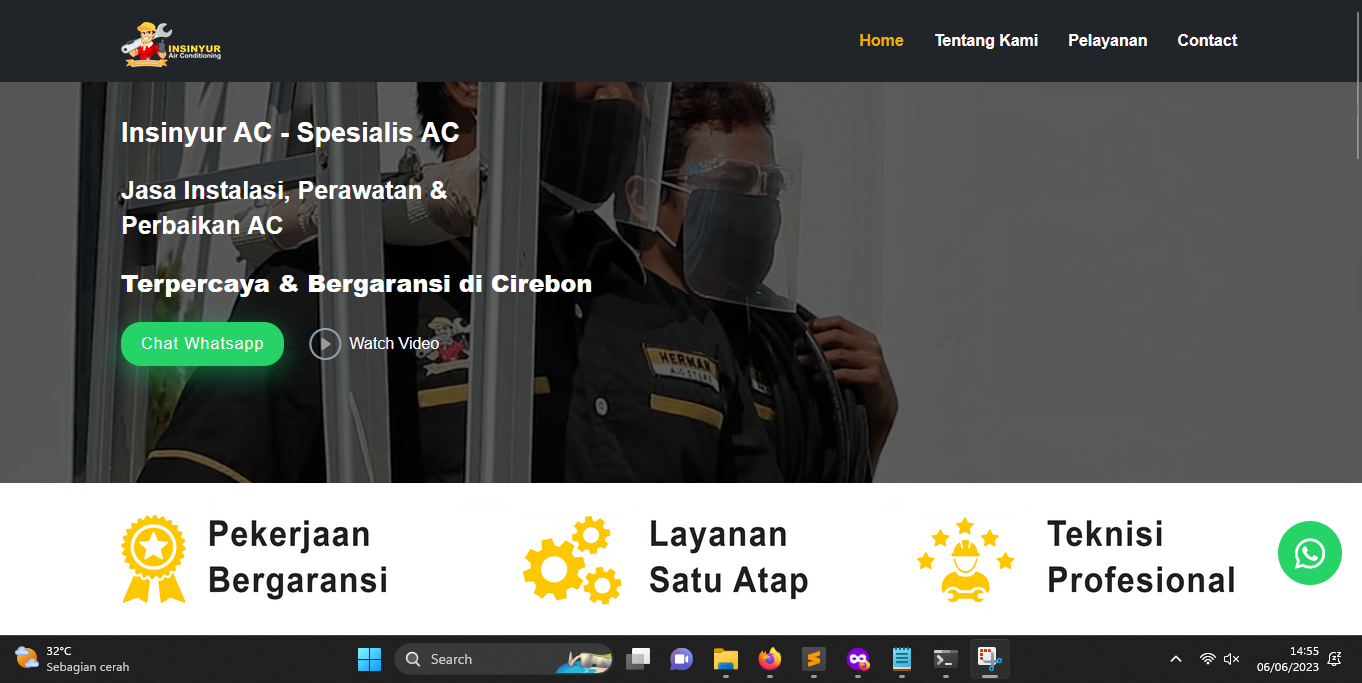 INSINYUR
Air Conditioning
Home
Tentang Kami
Pelayanan
Contact
Insinyur AC - Spesialis AC
Jasa Instalasi, Perawatan &
Perbaikan AC
Terpercaya & Bergaransi di Cirebon
Chat Whatsapp
Watch Video
HERMAN
Pekerjaan
Bergaransi
Layanan
Satu Atap
Teknisi
Profesional
32°C
Sebagian cerah
Search
14:55
06/06/2023